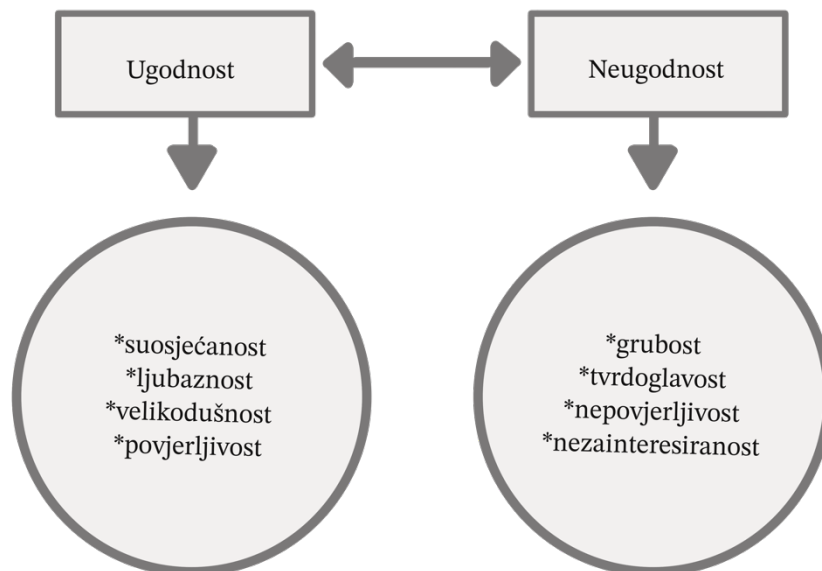 Ugodnost
Neugodnost
*suosjećanost
*ljubaznost
*velikodušnost
*povjerljivost
*grubost
*tvrdoglavost
*nepovjerljivost
*nezainteresiranost